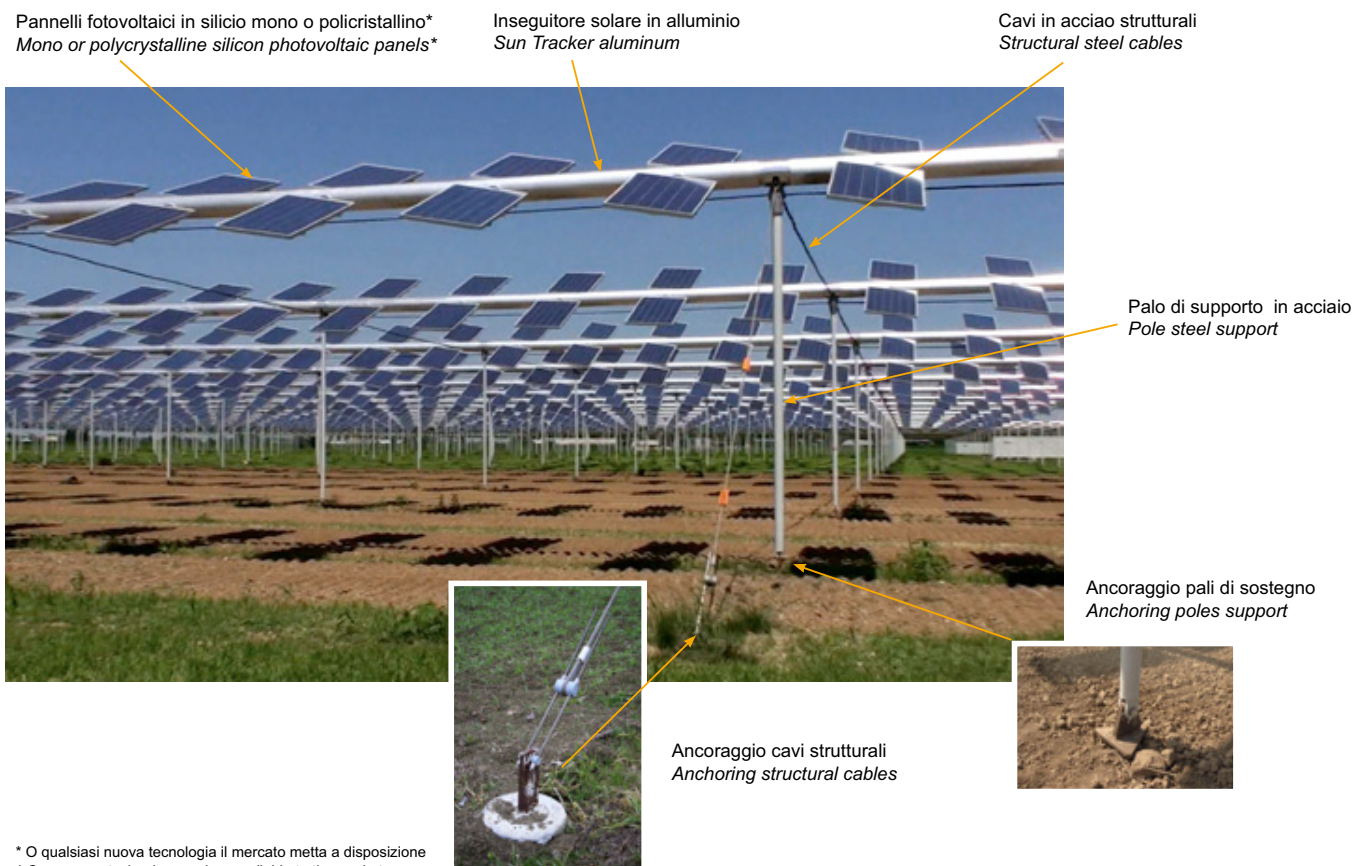 Pannelli fotovoltaici in silicio mono o policristallino*
Mono or polycrystalline silicon photovoltaic panels*
Inseguitore solare in alluminio
Sun Tracker aluminum
Cavi in acciao strutturali
Structural steel cables
Palo di supporto in acciaio
Pole steel support
Ancoraggio pali di sostegno
Anchoring poles support
Ancoraggio cavi strutturali
Anchoring structural cables
* O qualsiasi nuova tecnologia il mercato metta a disposizione